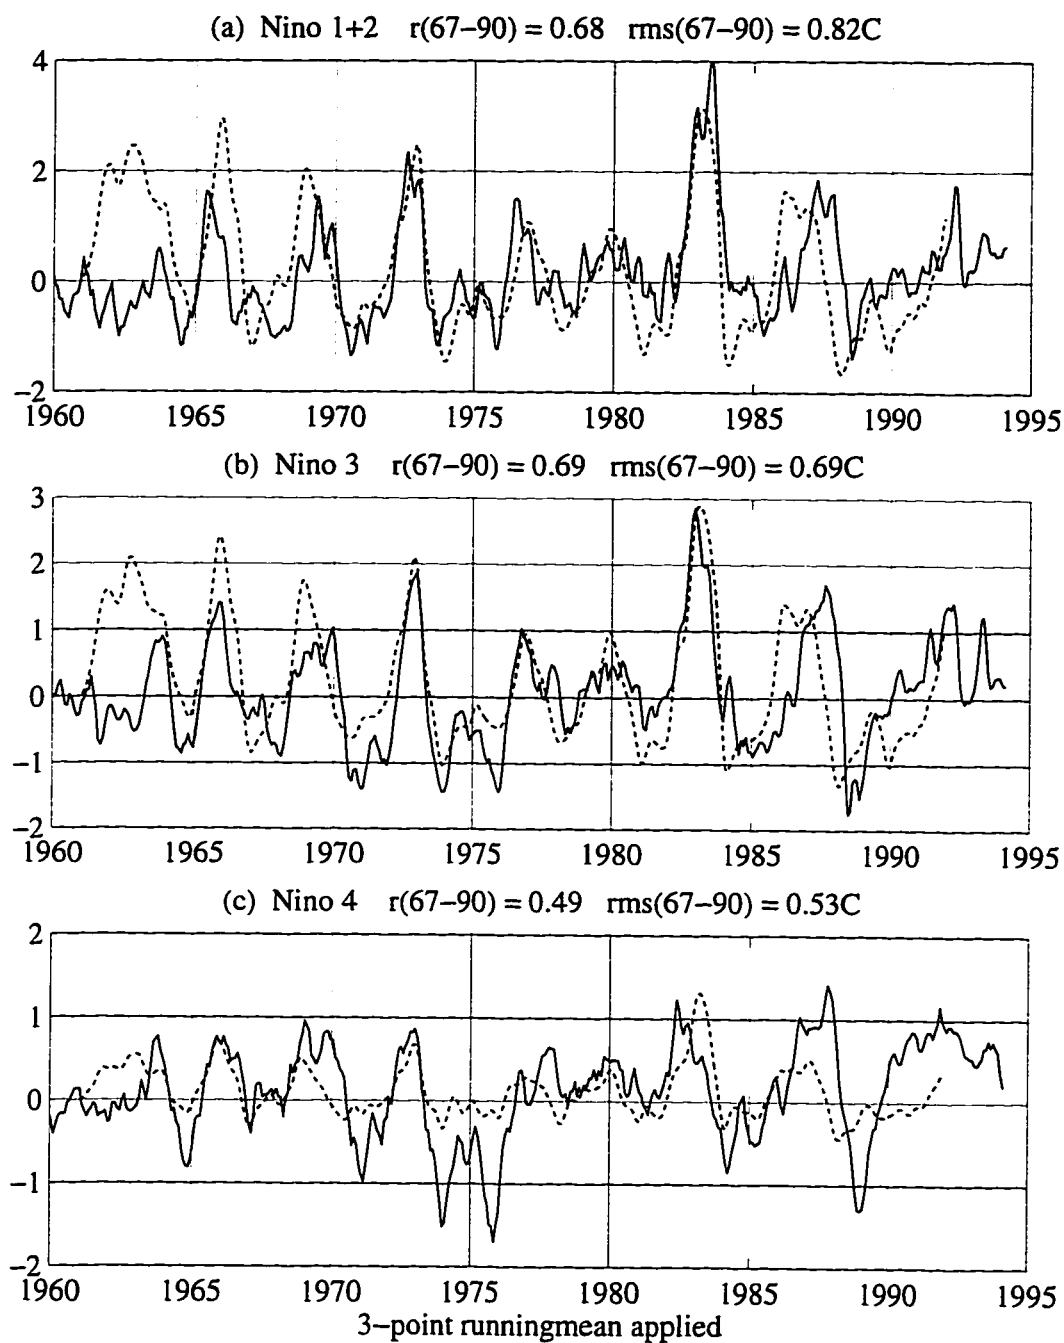 (a) Nino 1+2 r(67–90) = 0.68 rms(67–90) = 0.82C
4
2
0
–2
1960 1965 1970 1975 1980 1985 1990 1995
(b) Nino 3 r(67–90) = 0.69 rms(67–90) = 0.69C
3
2
1
0
–1
–2
1960 1965 1970 1975 1980 1985 1990 1995
(c) Nino 4 r(67–90) = 0.49 rms(67–90) = 0.53C
2
1
0
–1
–2
1960 1965 1970 1975 1980 1985 1990 1995
3–point runningmean applied